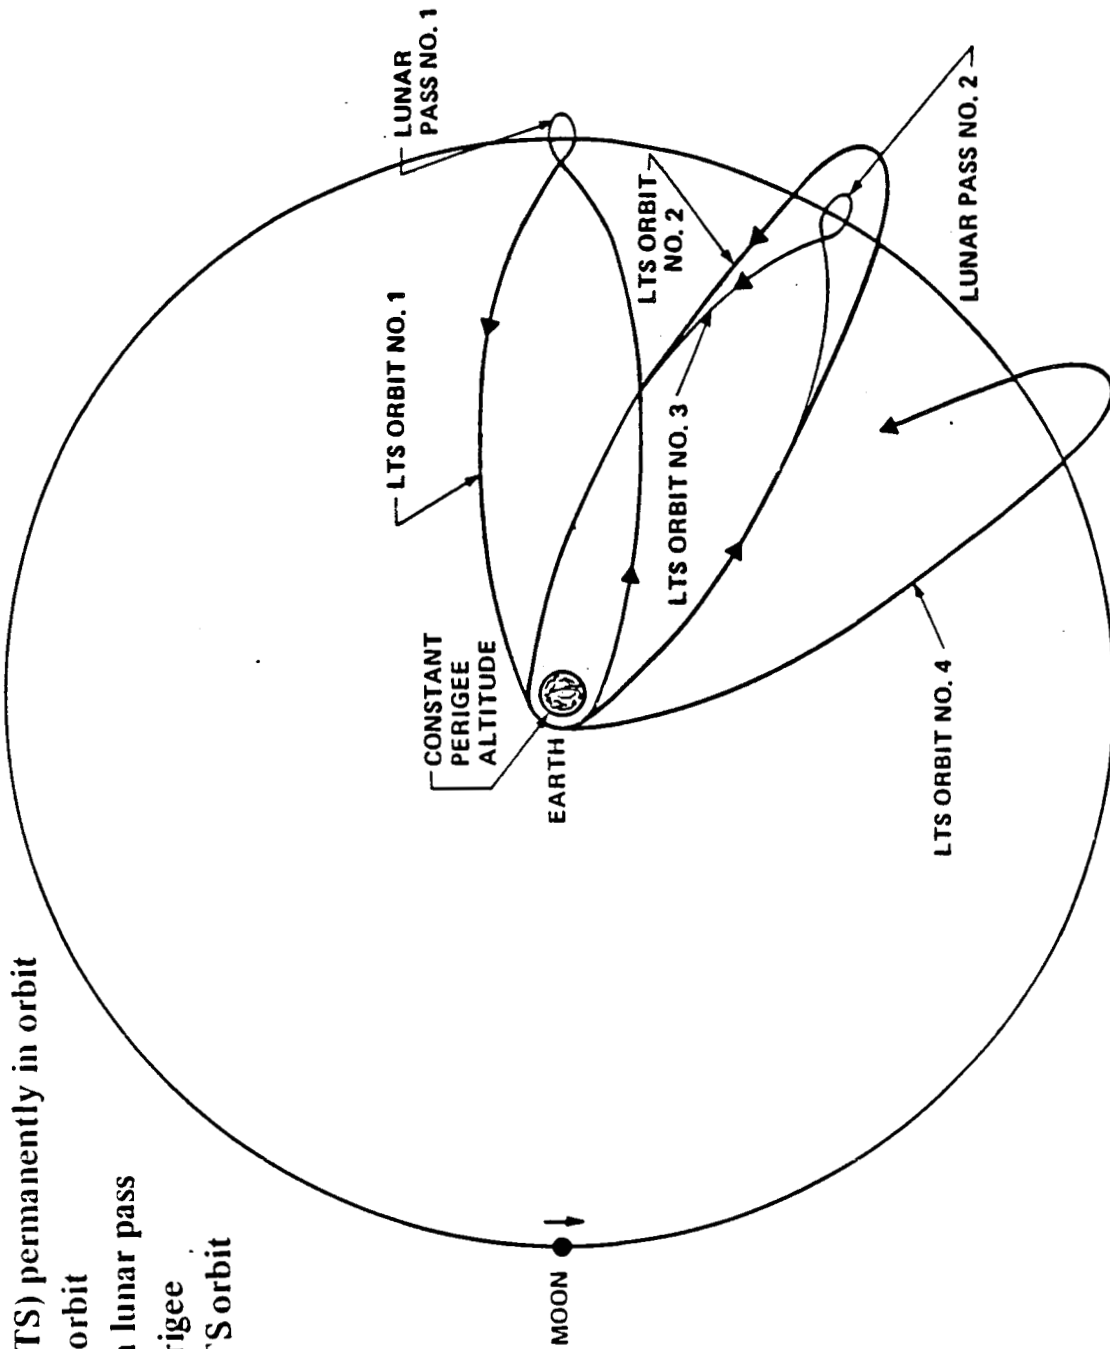 TS) permanently in orbit
orbit
lunar pass
rigee
TS orbit
LUNAR
PASS NO. 1
LTS ORBIT NO. 1
LTS ORBIT
NO. 2
LUNAR PASS NO. 2
LTS ORBIT NO. 3
CONSTANT
PERIGEE
ALTITUDE
EARTH
LTS ORBIT NO. 4
MOON